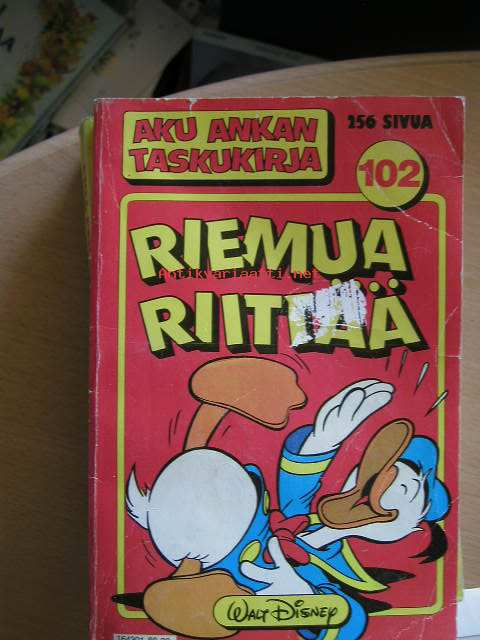 AKU ANKAN
TASKUKIRJA
256 SIVUA
102
RIEMUA
Antikvariaatti.net
RIITTÄÄ
WALT DISNEY